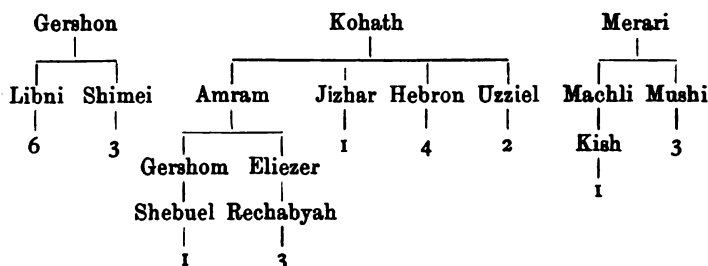 Gershon Kohath Merari
Libni Shimei Amram Jizhar Hebron Uzziel Machli Mushi
6 3 1 4 2 Kish 3
Gershom Eliezer 1
Shebuel Rechabyah
1 3